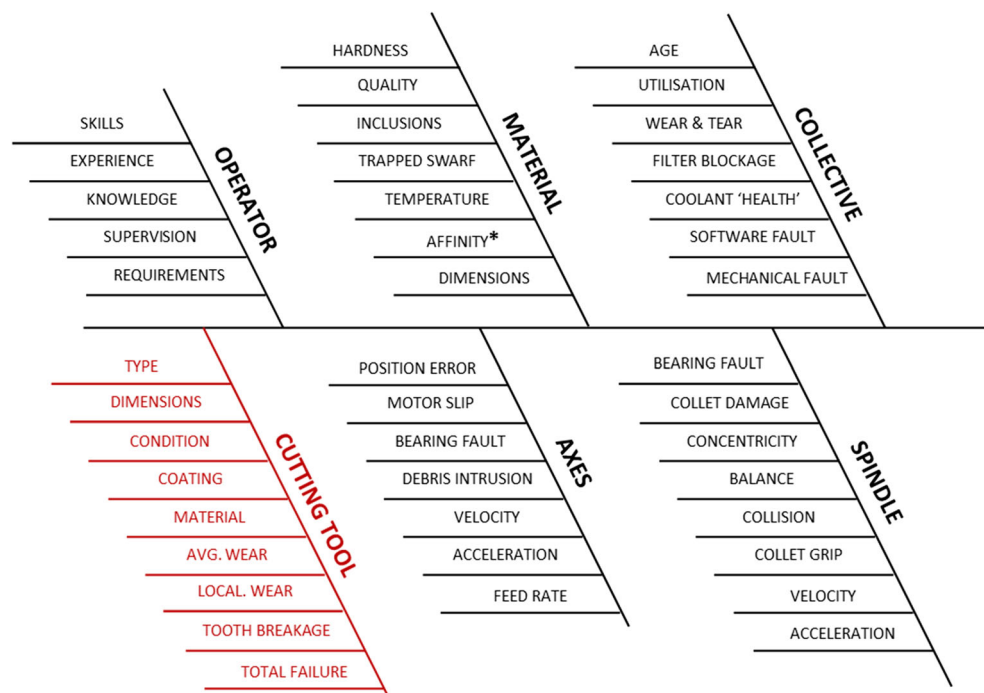 SKILLS
EXPERIENCE
KNOWLEDGE
SUPERVISION
REQUIREMENTS
OPERATOR
HARDNESS
QUALITY
INCLUSIONS
TRAPPED SWARF
TEMPERATURE
AFFINITY*
DIMENSIONS
MATERIAL
AGE
UTILISATION
WEAR & TEAR
FILTER BLOCKAGE
COOLANT ‘HEALTH’
SOFTWARE FAULT
MECHANICAL FAULT
COLLECTIVE
TYPE
DIMENSIONS
CONDITION
COATING
MATERIAL
AVG. WEAR
LOCAL. WEAR
TOOTH BREAKAGE
TOTAL FAILURE
CUTTING TOOL
POSITION ERROR
MOTOR SLIP
BEARING FAULT
DEBRIS INTRUSION
VELOCITY
ACCELERATION
FEED RATE
AXES
BEARING FAULT
COLLET DAMAGE
CONCENTRICITY
BALANCE
COLLISION
COLLET GRIP
VELOCITY
ACCELERATION
SPINDLE